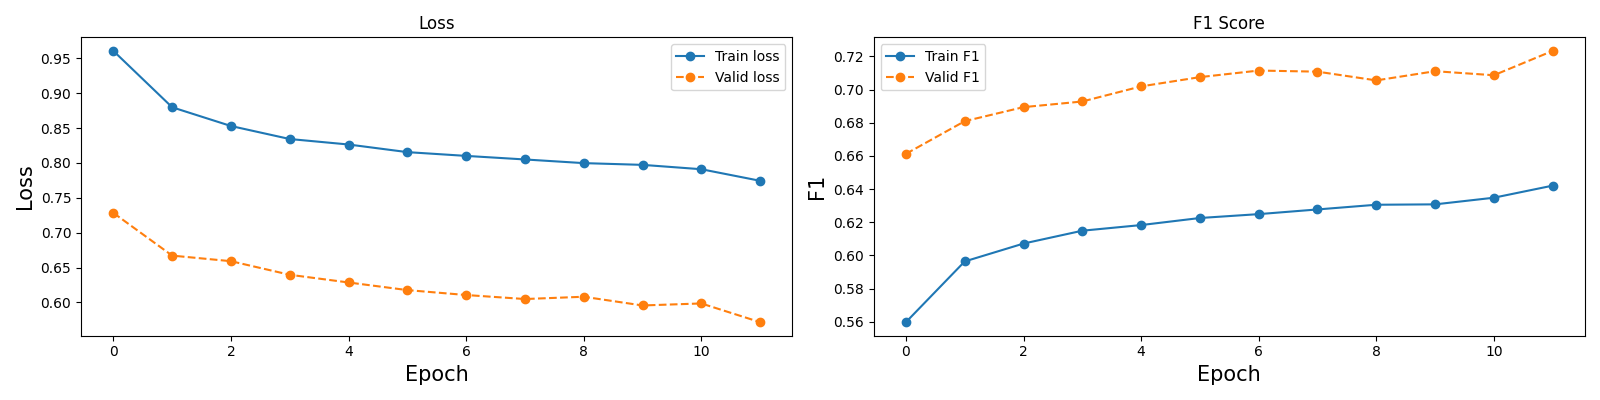 Loss
Train loss
Valid loss
0.95
0.90
0.85
0.80
0.75
0.70
0.65
0.60
Loss
0 2 4 6 8 10
Epoch
F1 Score
Train F1
Valid F1
0.72
0.70
0.68
0.66
0.64
0.62
0.60
0.58
0.56
F1
0 2 4 6 8 10
Epoch